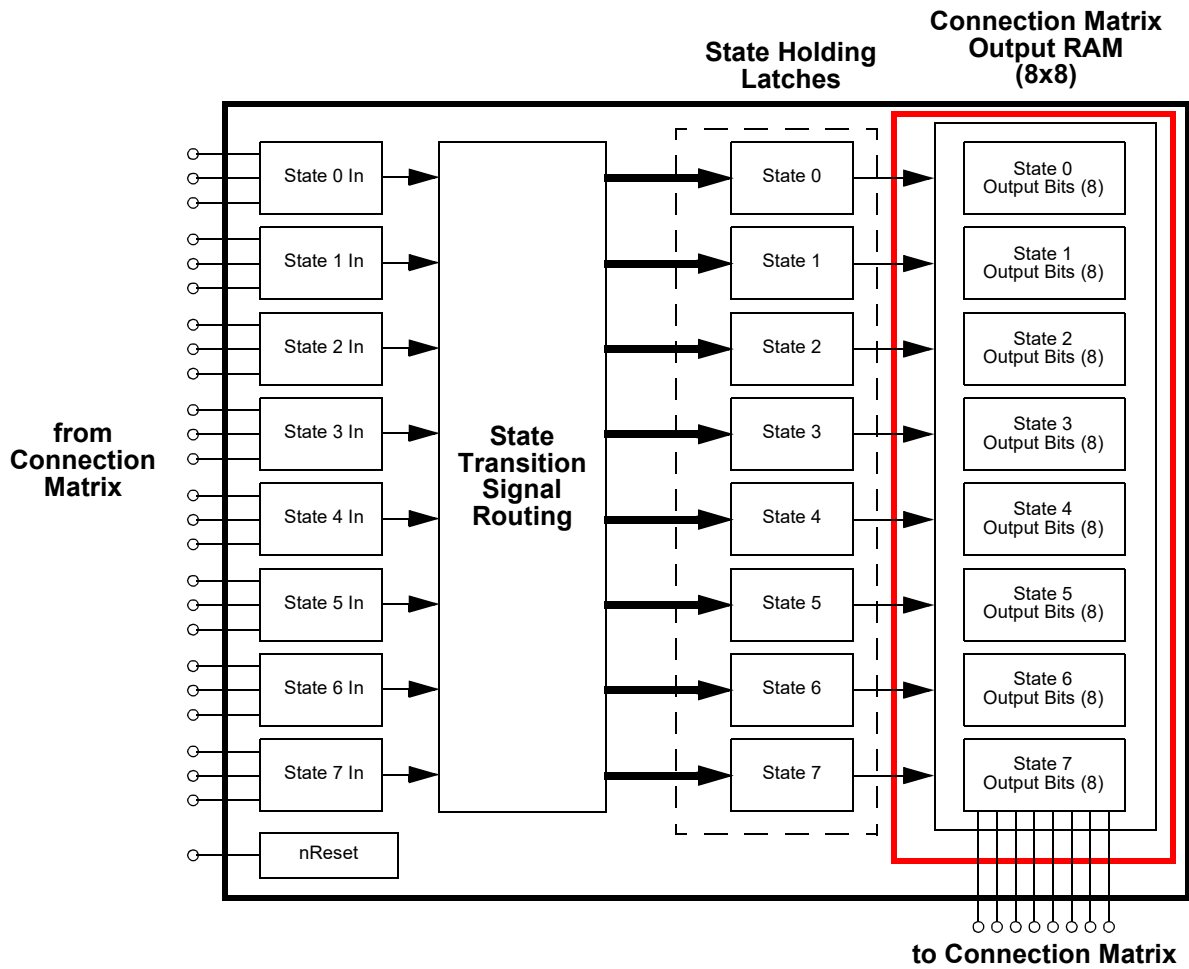 Connection Matrix
Output RAM
(8x8)
State Holding
Latches
State 0 In
State 0
State 0
Output Bits (8)
State 1 In
State 1
State 1
Output Bits (8)
State 2 In
State 2
State 2
Output Bits (8)
State 3 In
State 3
State 3
Output Bits (8)
from
Connection
Matrix
State
Transition
Signal
Routing
State 4 In
State 4
State 4
Output Bits (8)
State 5 In
State 5
State 5
Output Bits (8)
State 6 In
State 6
State 6
Output Bits (8)
State 7 In
State 7
State 7
Output Bits (8)
nReset
to Connection Matrix